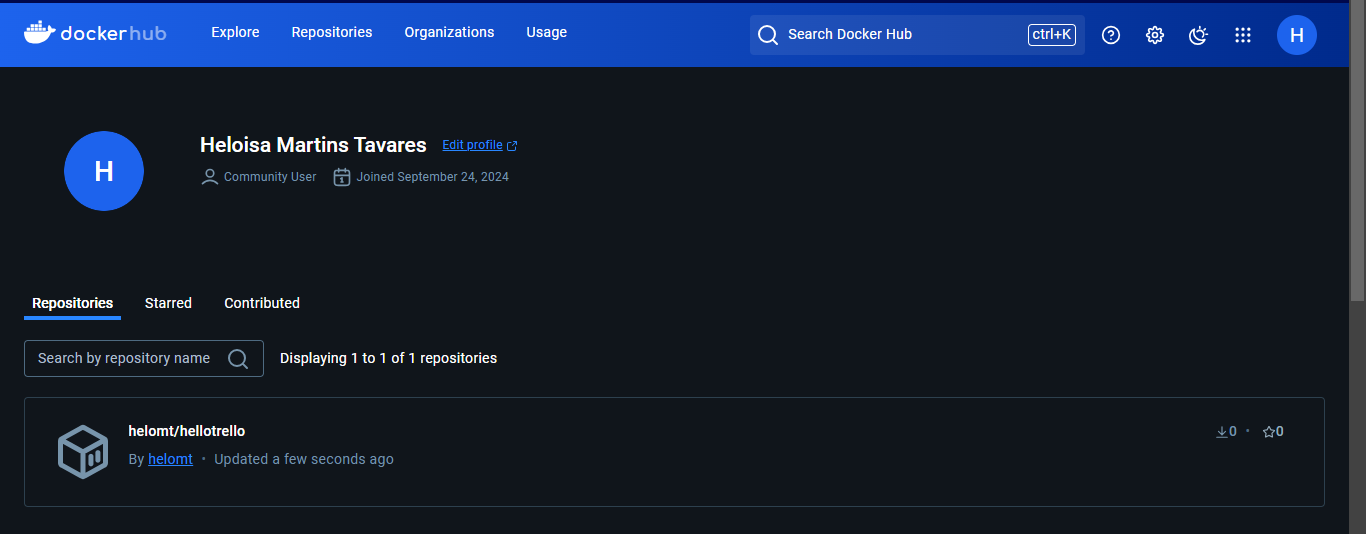 dockerhub Explore Repositories Organizations Usage Search Docker Hub ctrl+K H
H
Heloisa Martins Tavares Edit profile
Community User 1 Joined September 24, 2024
Repositories Starred Contributed
Search by repository name Displaying 1 to 1 of 1 repositories
helomt/hellotrello 0 · 0
By helomt · Updated a few seconds ago